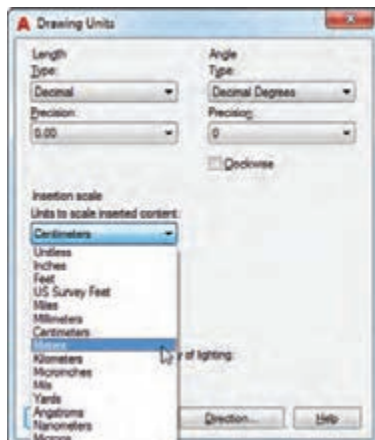 Drawing Units
Length
Type:
Decimal
Precision:
0.00
Angle
Type:
Decimal Degrees
Precision:
0
Clockwise
Insertion scale
Units to scale inserted content:
Centimeters
Unitless
Inches
Feet
US Survey Feet
Miles
Millimeters
Centimeters
Meters
Kilometers
Microinches
Mils
Yards
Angstroms
Nanometers
Microns
of lighting:
Direction...
Help